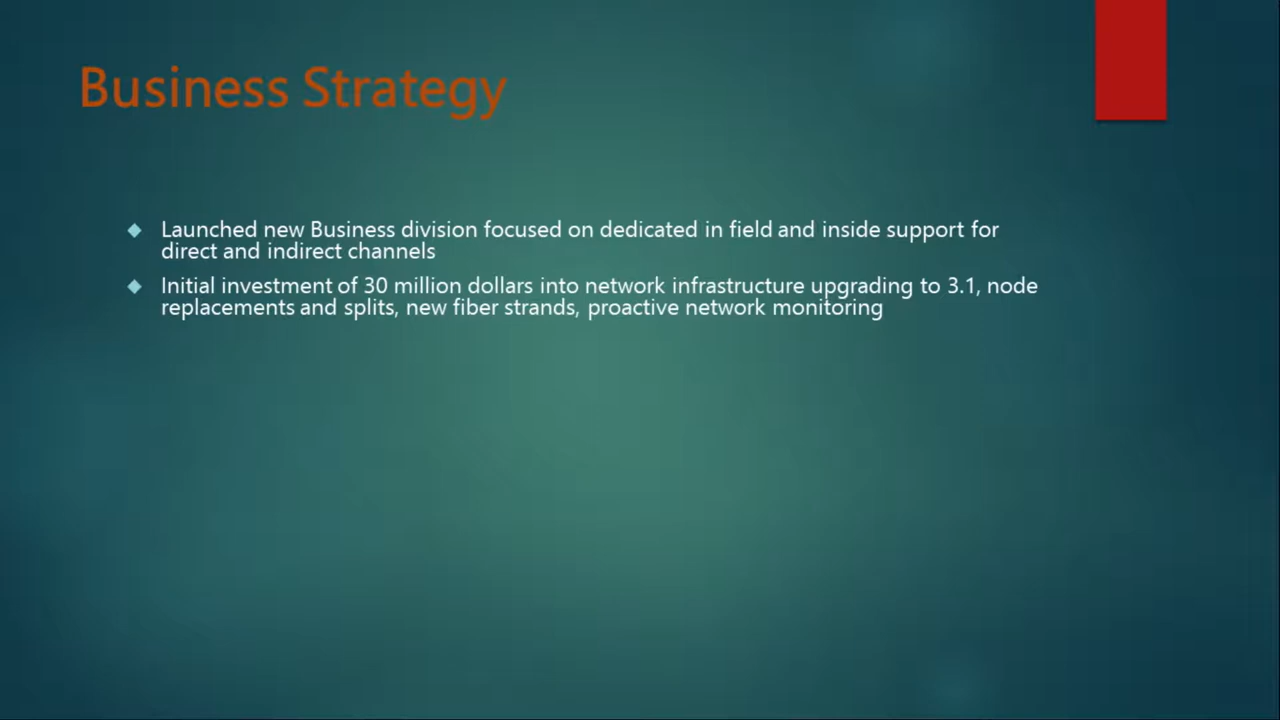 Business Strategy
Launched new Business division focused on dedicated in field and inside support for
direct and indirect channels
Initial investment of 30 million dollars into network infrastructure upgrading to 3.1, node
replacements and splits, new fiber strands, proactive network monitoring